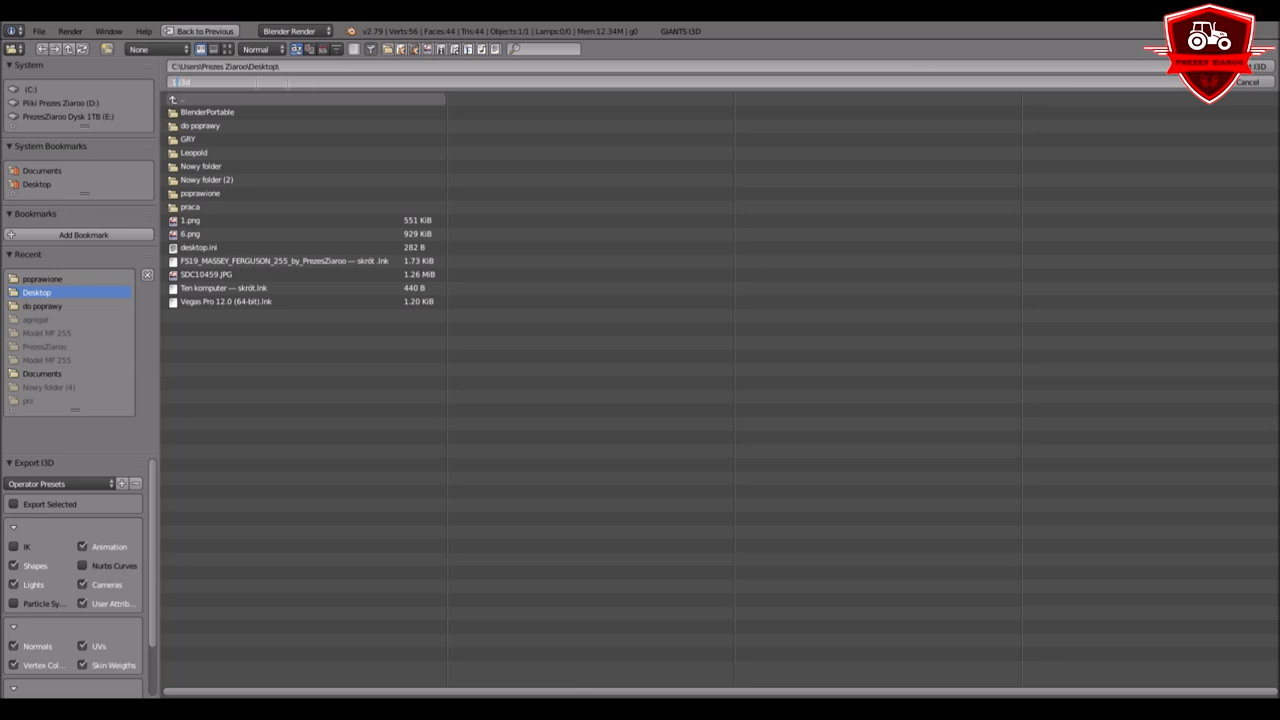 File Render Window Help Back to Previous Blender Render v2.79 | Verts:56 | Faces:44 | Tris:44 | Objects:1/1 | Lamps:0/0 | Mem:12.34M | g0 GIANTS I3D
None Normal
System
(C:)
Pliki Prezes Ziaroo (D:)
PrezesZiaroo Dysk 1TB (E:)
System Bookmarks
Documents
Desktop
Bookmarks
Add Bookmark
Recent
poprawione
Desktop
do poprawy
agregat
Model MF 255
PrezesZiaroo
Model MF 255
Documents
Nowy folder (4)
prz
Export I3D
Operator Presets
Export Selected
IK Animation
Shapes Nurbs Curves
Lights Cameras
Particle Sy... User Attrib...
Normals UVs
Vertex Col... Skin Weigths
C:\Users\Prezes Ziaroo\Desktop\
1.i3d
Cancel
..
BlenderPortable
do poprawy
GRY
Leopold
Nowy folder
Nowy folder (2)
poprawione
praca
1.png 551 KiB
6.png 929 KiB
desktop.ini 282 B
FS19_MASSEY_FERGUSON_255_by_PrezesZiaroo — skrót .lnk 1.73 KiB
SDC10459.JPG 1.26 MiB
Ten komputer — skrót.lnk 440 B
Vegas Pro 12.0 (64-bit).lnk 1.20 KiB
PREZES ZIAROO